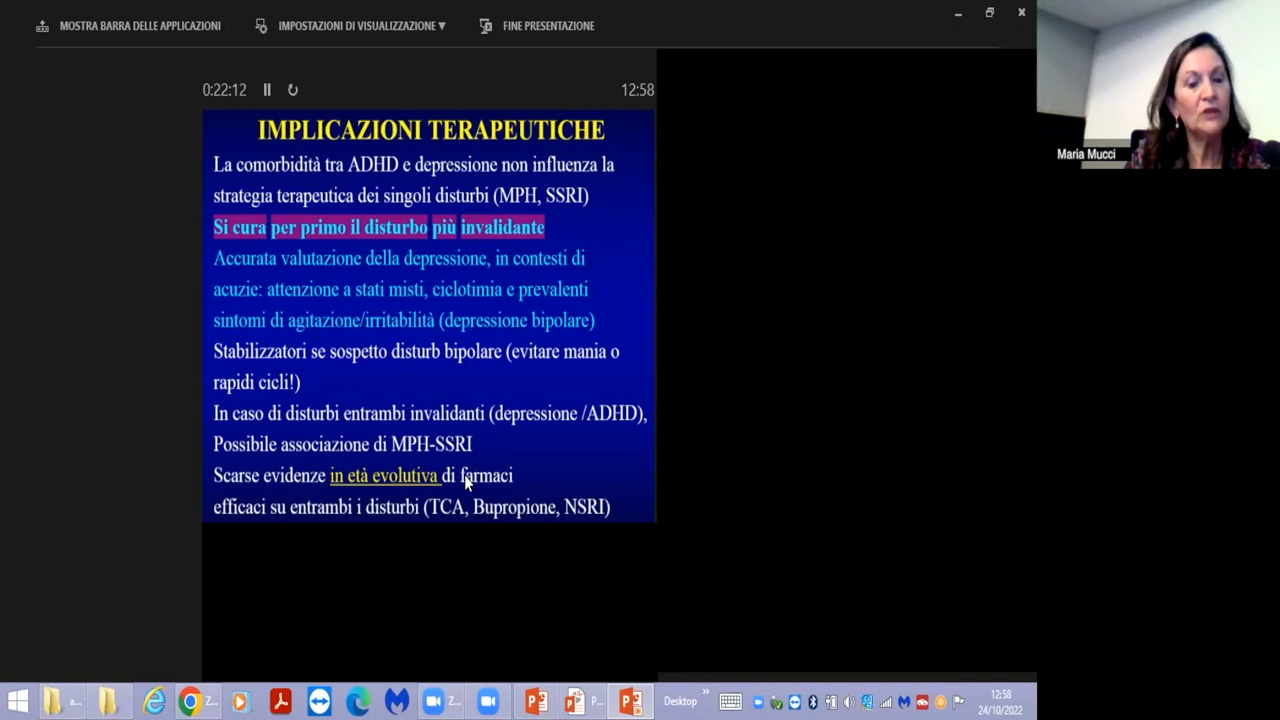 MOSTRA BARRA DELLE APPLICAZIONI
IMPOSTAZIONI DI VISUALIZZAZIONE ▼
FINE PRESENTAZIONE
0:22:12
12:58
IMPLICAZIONI TERAPEUTICHE
La comorbidità tra ADHD e depressione non influenza la
strategia terapeutica dei singoli disturbi (MPH, SSRI)
Si cura per primo il disturbo più invalidante
Accurata valutazione della depressione, in contesti di
acuzie: attenzione a stati misti, ciclotimia e prevalenti
sintomi di agitazione/irritabilità (depressione bipolare)
Stabilizzatori se sospetto disturb bipolare (evitare mania o
rapidi cicli!)
In caso di disturbi entrambi invalidanti (depressione /ADHD),
Possibile associazione di MPH-SSRI
Scarse evidenze in età evolutiva di farmaci
efficaci su entrambi i disturbi (TCA, Bupropione, NSRI)
Maria Mucci
a...
Z...
Z...
P...
Desktop
12:58
24/10/2022